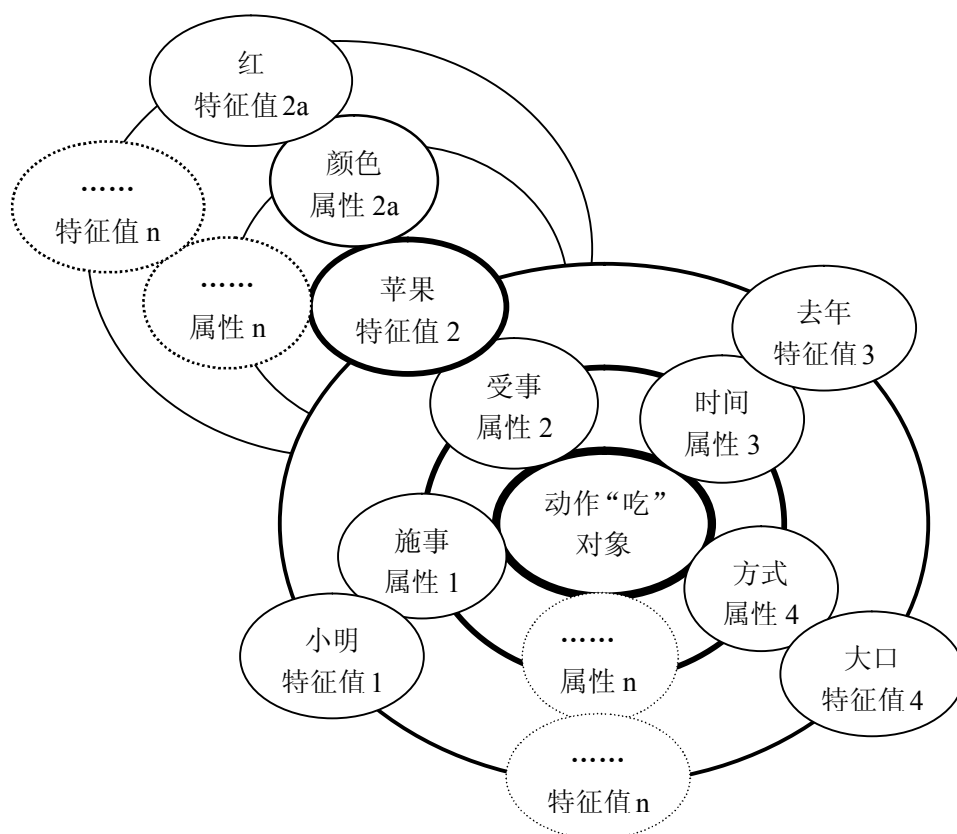 红
特征值 2a
颜色
属性 2a
……
特征值 n
……
属性 n
苹果
特征值 2
去年
特征值 3
受事
属性 2
时间
属性 3
动作“吃”
对象
施事
属性 1
方式
属性 4
小明
特征值 1
……
属性 n
大口
特征值 4
……
特征值 n